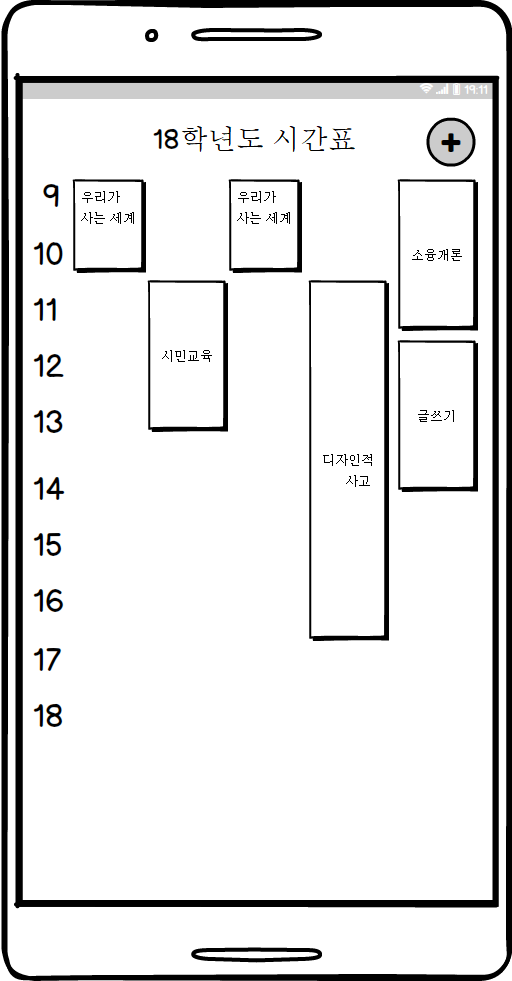 19:11
18학년도 시간표
9
우리가
사는 세계
우리가
사는 세계
10
소융개론
11
12
시민교육
13
글쓰기
디자인적
사고
14
15
16
17
18